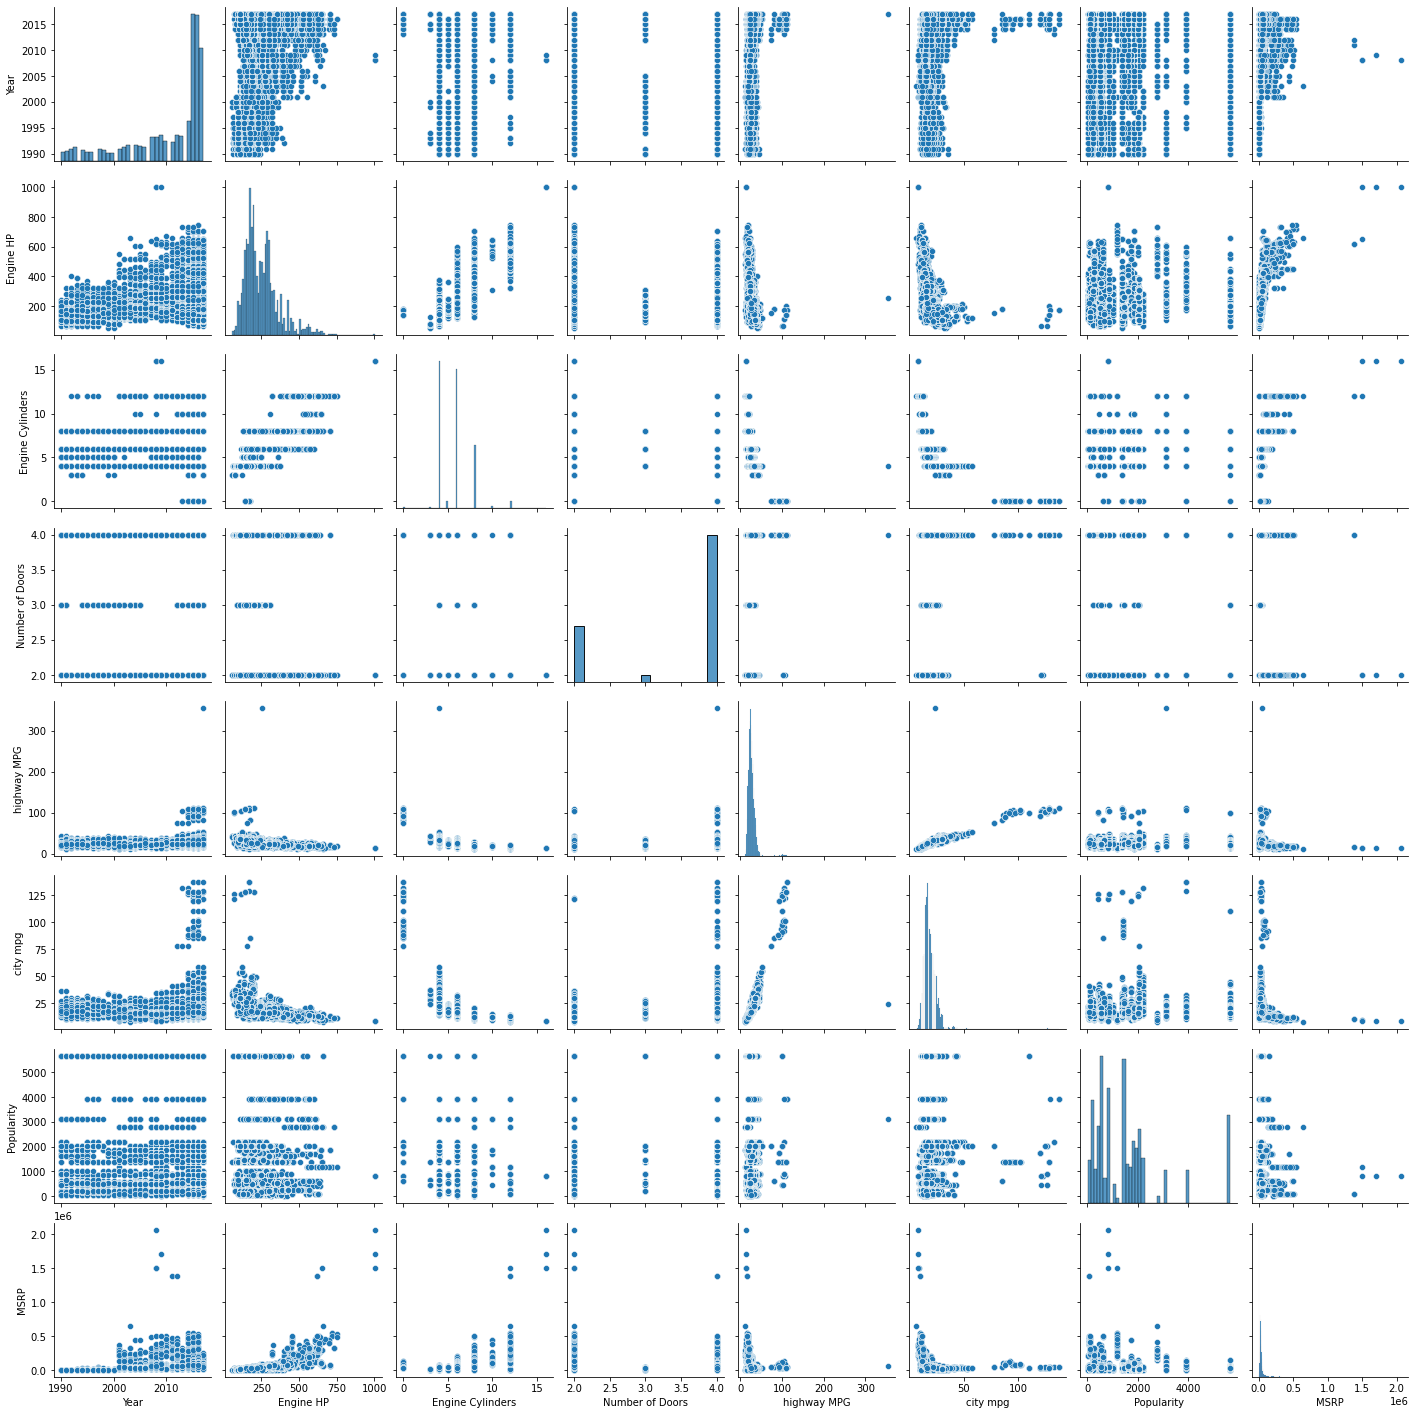 2015
2010
2005
2000
1995
1990
Year
1000
800
600
400
200
Engine HP
15
10
5
0
Engine Cylinders
4.0
3.5
3.0
2.5
2.0
Number of Doors
300
200
100
0
highway MPG
125
100
75
50
25
city mpg
5000
4000
3000
2000
1000
0
Popularity
1e6
2.0
1.5
1.0
0.5
0.0
MSRP
1990 2000 2010
Year
250 500 750 1000
Engine HP
0 5 10 15
Engine Cylinders
2.0 2.5 3.0 3.5 4.0
Number of Doors
0 100 200 300
highway MPG
50 100
city mpg
0 2000 4000
Popularity
0.0 0.5 1.0 1.5 2.0
1e6
MSRP